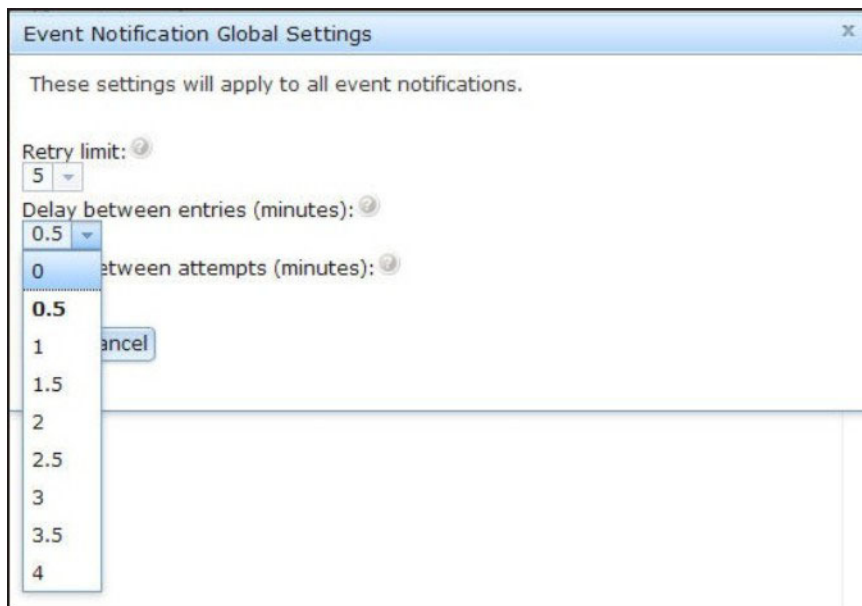 Event Notification Global Settings x
These settings will apply to all event notifications.
Retry limit: ?
5
Delay between entries (minutes): ?
0.5
0
etween attempts (minutes): ?
0.5
1
ancel
1.5
2
2.5
3
3.5
4